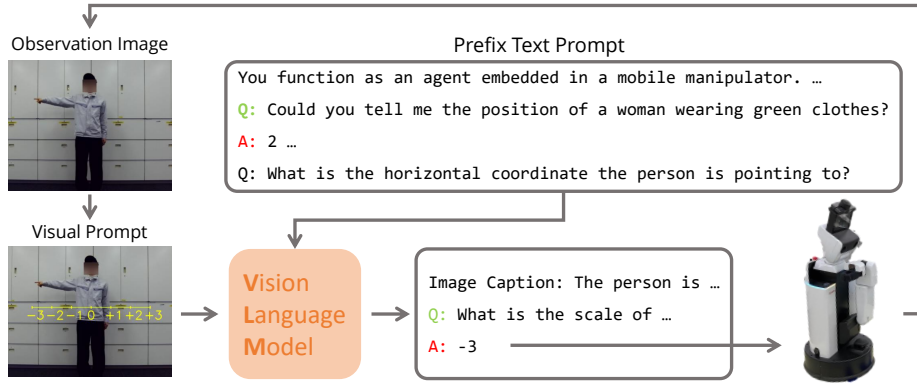 Observation Image
Prefix Text Prompt
You function as an agent embedded in a mobile manipulator. …
Q: Could you tell me the position of a woman wearing green clothes?
A: 2 …
Q: What is the horizontal coordinate the person is pointing to?
Visual Prompt
-3 -2 -1 0 +1 +2 +3
Vision
Language
Model
Image Caption: The person is …
Q: What is the scale of …
A: -3